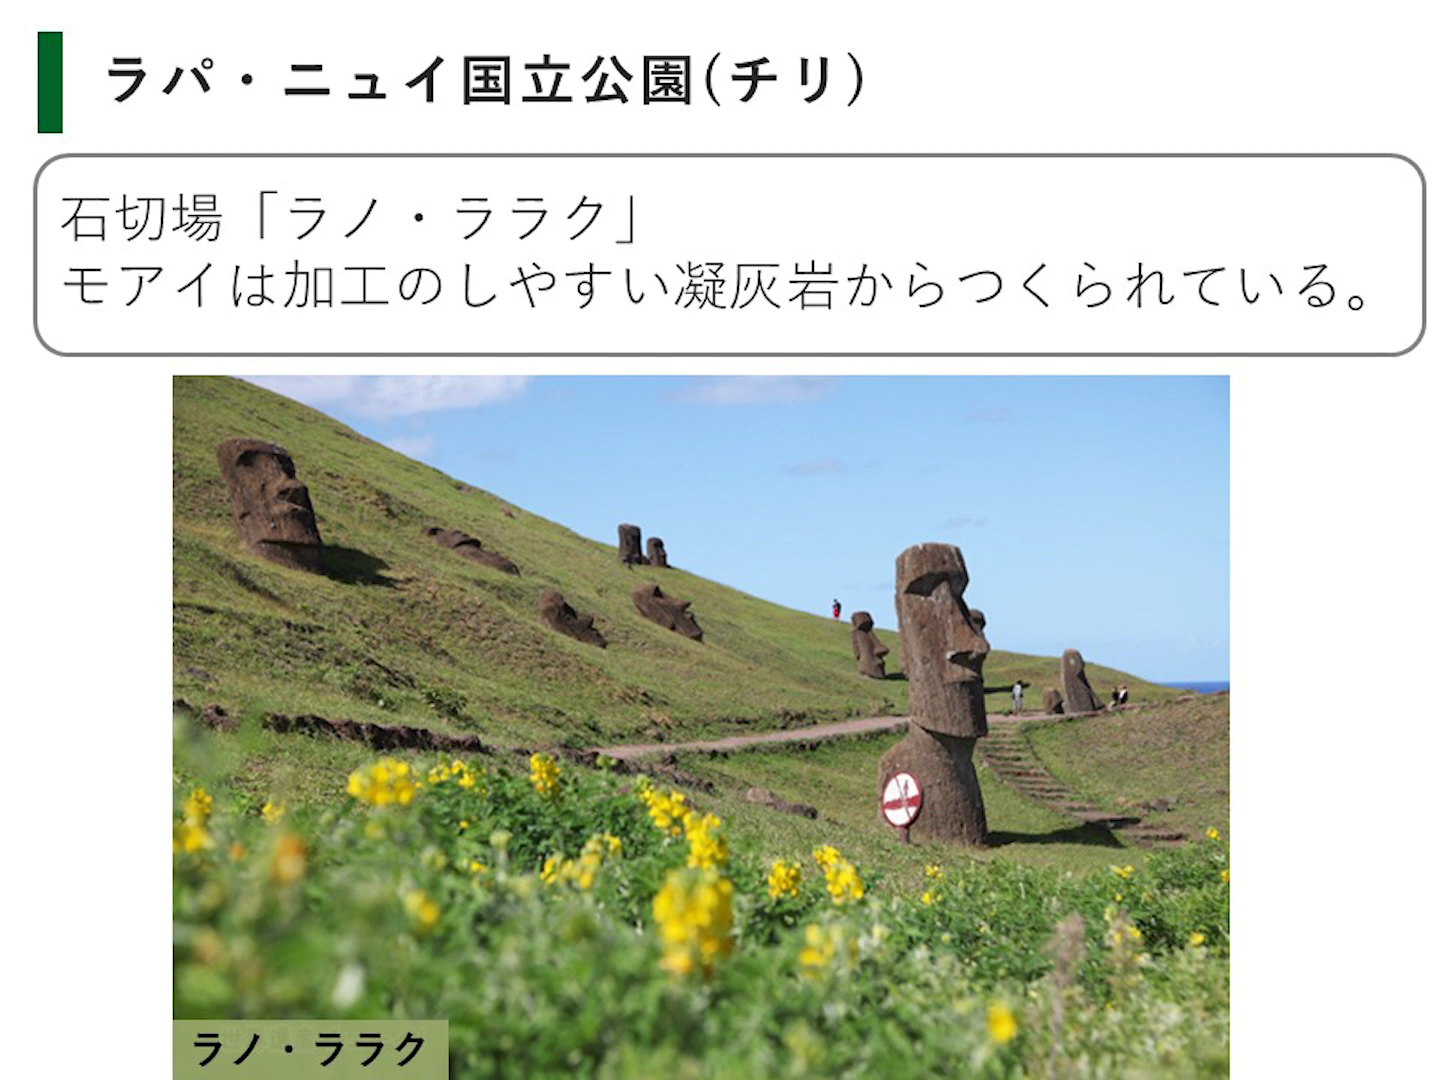 ラパ・ニュイ国立公園(チリ)
石切場「ラノ・ララク」
モアイは加工のしやすい凝灰岩からつくられている。
ラノ・ララク